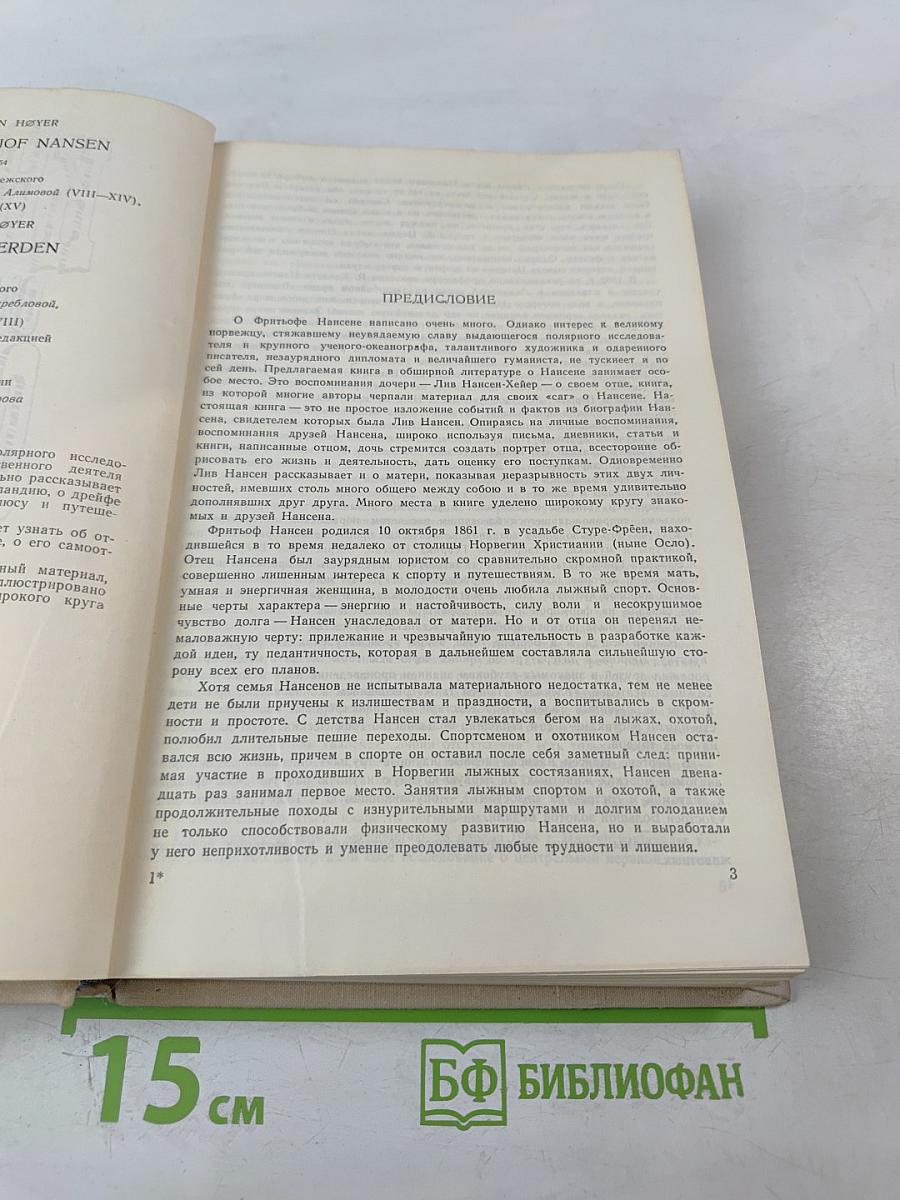 N HØYER
JOF NANSEN
54
ежского
Алимовой (VIII—XIV),
(XV)
ØYER
ERDEN
ого
ребловой,
VIII)
едакцией
ии
рова
олярного исследо-
твенного деятеля
ьно рассказывает
ландию, о дрейфе
люсу и путеше-
ет узнать об от-
е, о его самоот-
ный материал,
ллюстрировано
ирокого круга
ПРЕДИСЛОВИЕ
О Фритьофе Нансене написано очень много. Однако интерес к великому
норвежцу, стяжавшему неувядаемую славу выдающегося полярного исследова-
теля и крупного ученого-океанографа, талантливого художника и одаренного
писателя, незаурядного дипломата и величайшего гуманиста, не тускнеет и по
сей день. Предлагаемая книга в обширной литературе о Нансене занимает осо-
бое место. Это воспоминания дочери — Лив Нансен-Хейер — о своем отце, книга,
из которой многие авторы черпали материал для своих «саг» о Нансене. На-
стоящая книга — это не простое изложение событий и фактов из биографии Нан-
сена, свидетелем которых была Лив Нансен. Опираясь на личные воспоминания,
воспоминания друзей Нансена, широко используя письма, дневники, статьи и
книги, написанные отцом, дочь стремится создать портрет отца, всесторонне об-
рисовать его жизнь и деятельность, дать оценку его поступкам. Одновременно
Лив Нансен рассказывает и о матери, показывая неразрывность этих двух лич-
ностей, имевших столь много общего между собою и в то же время удивительно
дополнявших друг друга. Много места в книге уделено широкому кругу знако-
мых и друзей Нансена.
Фритьоф Нансен родился 10 октября 1861 г. в усадьбе Стуре-Фрёен, нахо-
дившейся в то время недалеко от столицы Норвегии Христиании (ныне Осло).
Отец Нансена был заурядным юристом со сравнительно скромной практикой,
совершенно лишенным интереса к спорту и путешествиям. В то же время мать,
умная и энергичная женщина, в молодости очень любила лыжный спорт. Основ-
ные черты характера — энергию и настойчивость, силу воли и несокрушимое
чувство долга — Нансен унаследовал от матери. Но и от отца он перенял не-
маловажную черту: прилежание и чрезвычайную тщательность в разработке каж-
дой идеи, ту педантичность, которая в дальнейшем составляла сильнейшую сто-
рону всех его планов.
Хотя семья Нансенов не испытывала материального недостатка, тем не менее
дети не были приучены к излишествам и праздности, а воспитывались в скром-
ности и простоте. С детства Нансен стал увлекаться бегом на лыжах, охотой,
полюбил длительные пешие переходы. Спортсменом и охотником Нансен оста-
вался всю жизнь, причем в спорте он оставил после себя заметный след: прини-
мая участие в проходивших в Норвегии лыжных состязаниях, Нансен двена-
дцать раз занимал первое место. Занятия лыжным спортом и охотой, а также
продолжительные походы с изнурительными маршрутами и долгим голоданием
не только способствовали физическому развитию Нансена, но и выработали
у него неприхотливость и умение преодолевать любые трудности и лишения.
1*
3
15 см
БФ БИБЛИОФАН